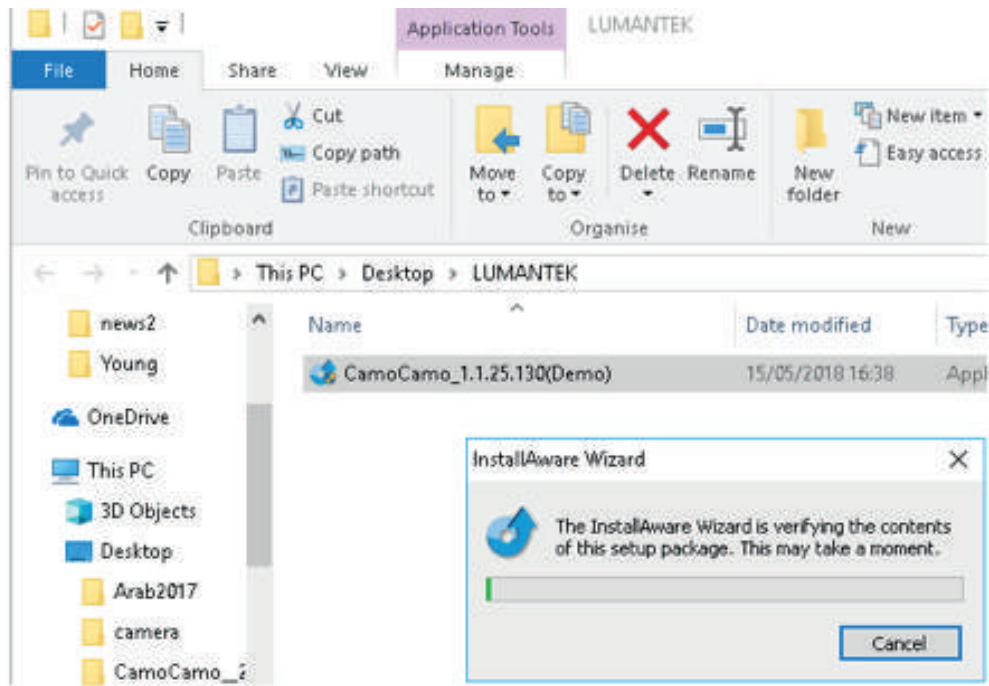 Application Tools LUMANTEK
File Home Share View Manage
Pin to Quick access
Copy
Paste
Cut
Copy path
Paste shortcut
Clipboard
Move to
Copy to
Delete
Rename
Organise
New folder
New item
Easy access
New
This PC > Desktop > LUMANTEK
news2
Young
OneDrive
This PC
3D Objects
Desktop
Arab2017
camera
CamoCamo__2
Name Date modified Type
CamoCamo_1.1.25.130(Demo) 15/05/2018 16:38 Appl
InstallAware Wizard
The InstallAware Wizard is verifying the contents
of this setup package. This may take a moment.
Cancel